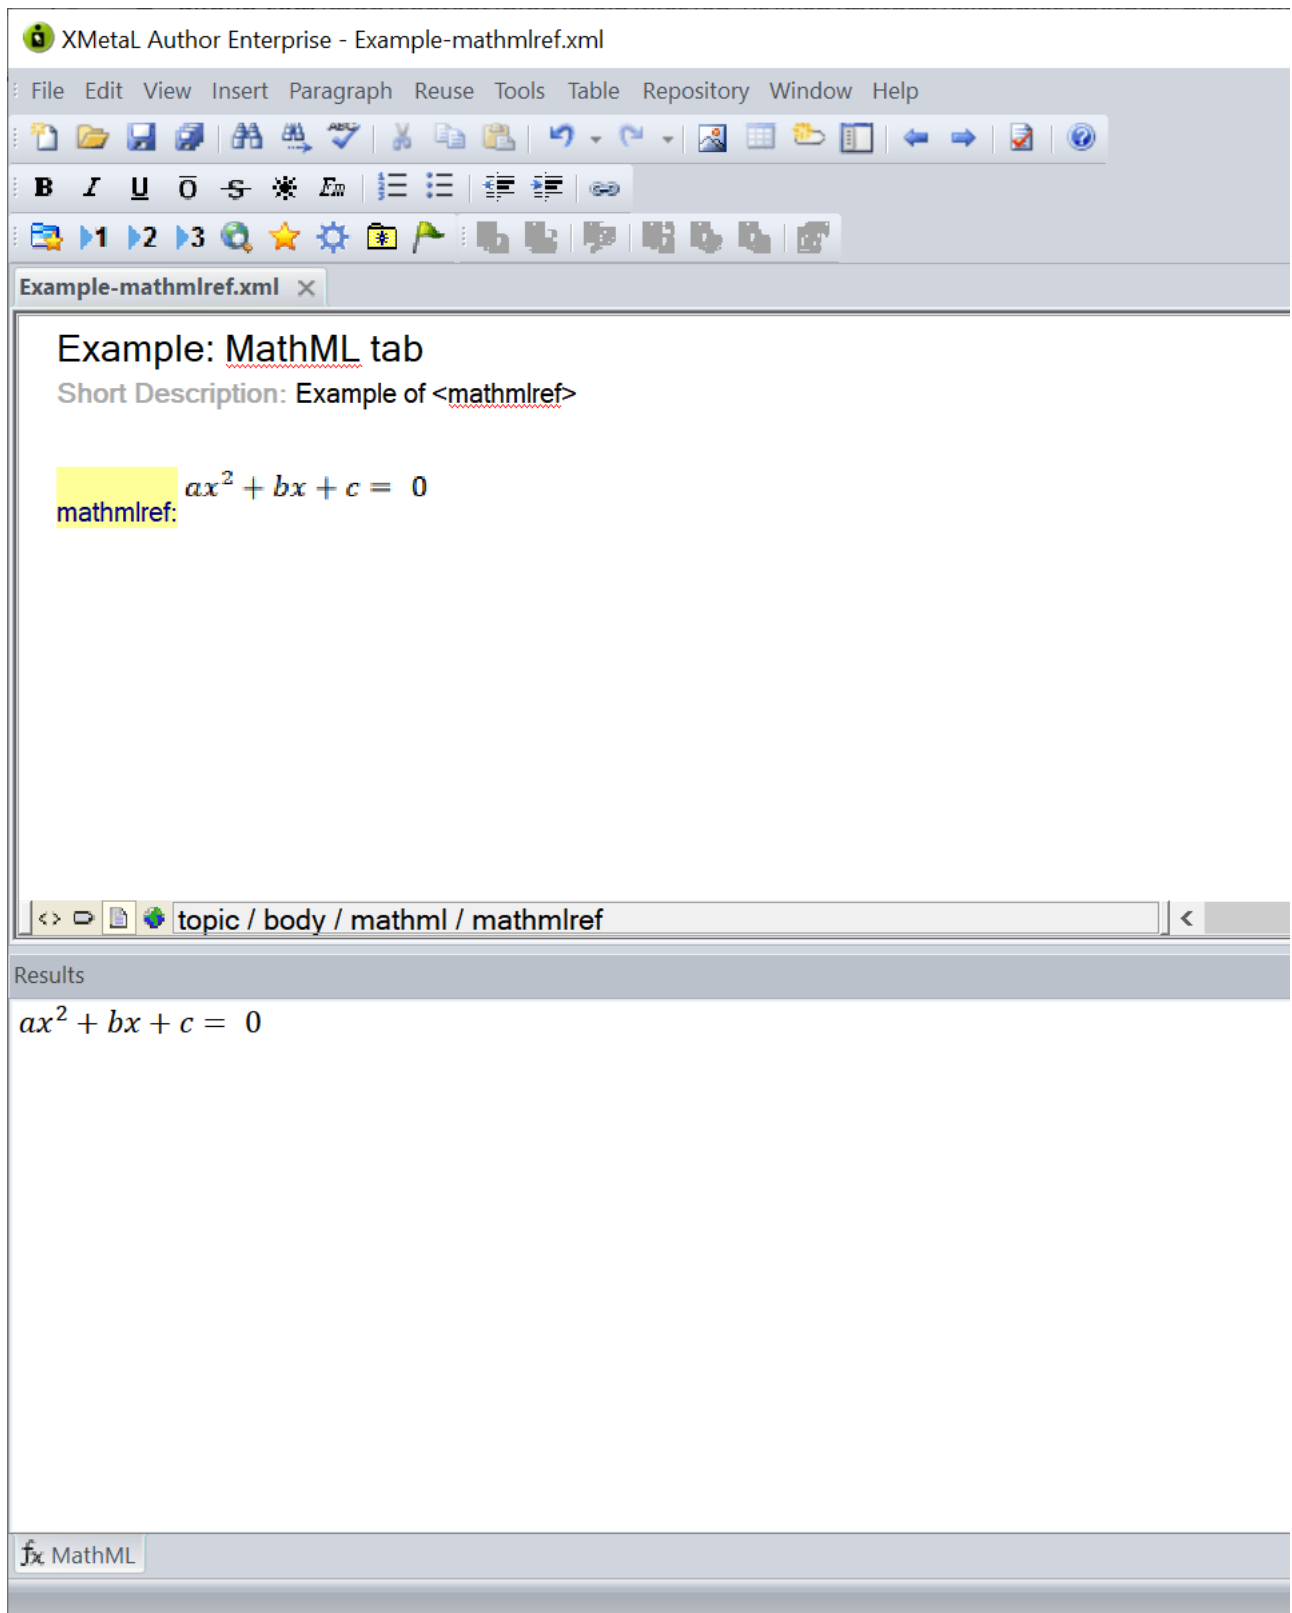 XMetaL Author Enterprise - Example-mathmlref.xml
File Edit View Insert Paragraph Reuse Tools Table Repository Window Help
ABC
B I U O S Em
1 2 3
Example-mathmlref.xml
Example: MathML tab
Short Description: Example of <mathmlref>
mathmlref: ax² + bx + c = 0
topic / body / mathml / mathmlref
Results
ax² + bx + c = 0
fx MathML